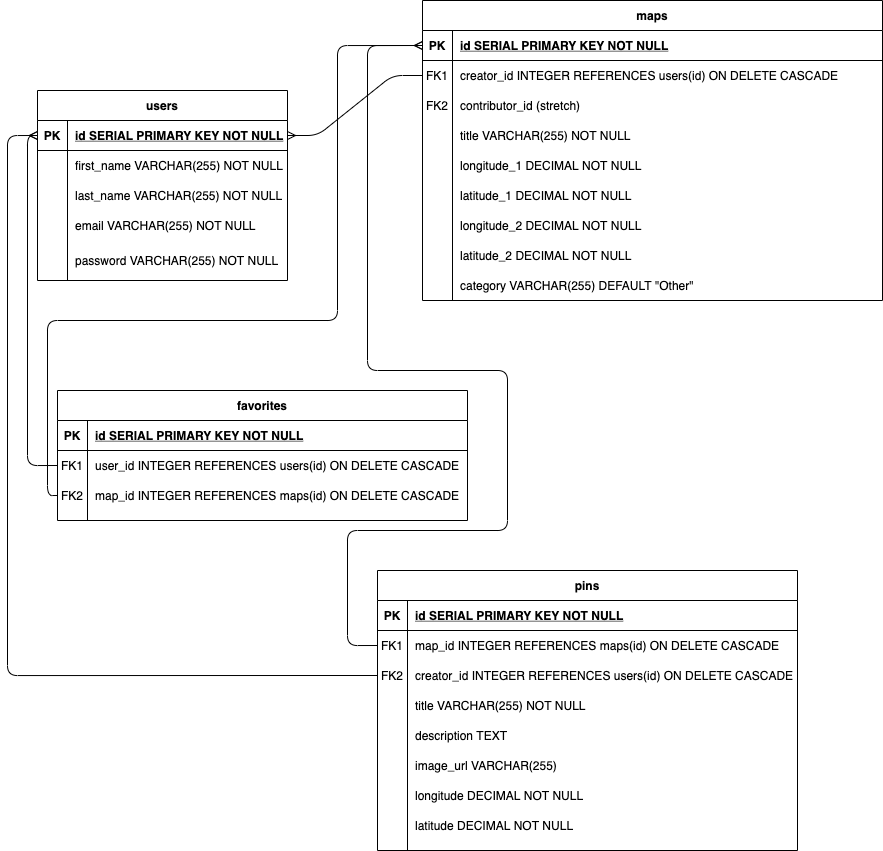 maps
PK id SERIAL PRIMARY KEY NOT NULL
FK1 creator_id INTEGER REFERENCES users(id) ON DELETE CASCADE
FK2 contributor_id (stretch)
title VARCHAR(255) NOT NULL
longitude_1 DECIMAL NOT NULL
latitude_1 DECIMAL NOT NULL
longitude_2 DECIMAL NOT NULL
latitude_2 DECIMAL NOT NULL
category VARCHAR(255) DEFAULT "Other"
users
PK id SERIAL PRIMARY KEY NOT NULL
first_name VARCHAR(255) NOT NULL
last_name VARCHAR(255) NOT NULL
email VARCHAR(255) NOT NULL
password VARCHAR(255) NOT NULL
favorites
PK id SERIAL PRIMARY KEY NOT NULL
FK1 user_id INTEGER REFERENCES users(id) ON DELETE CASCADE
FK2 map_id INTEGER REFERENCES maps(id) ON DELETE CASCADE
pins
PK id SERIAL PRIMARY KEY NOT NULL
FK1 map_id INTEGER REFERENCES maps(id) ON DELETE CASCADE
FK2 creator_id INTEGER REFERENCES users(id) ON DELETE CASCADE
title VARCHAR(255) NOT NULL
description TEXT
image_url VARCHAR(255)
longitude DECIMAL NOT NULL
latitude DECIMAL NOT NULL